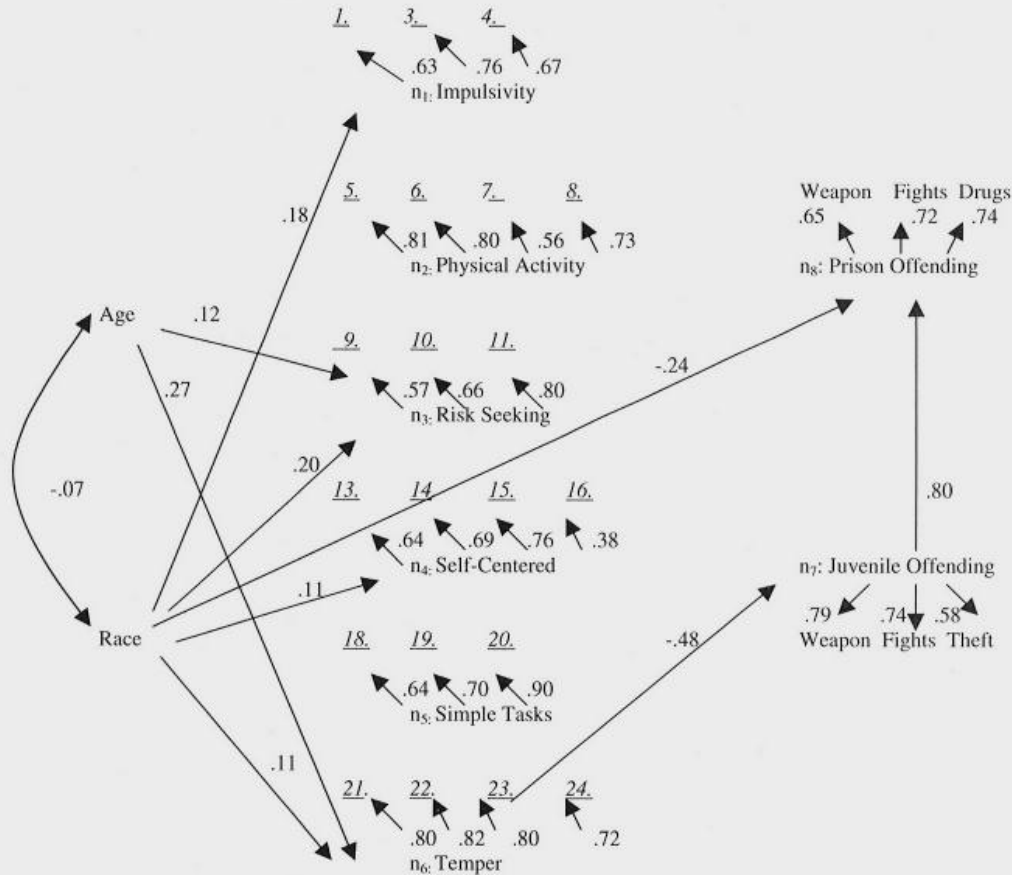 1. 3. 4.
.63 .76 .67
n1: Impulsivity
.18
5. 6. 7. 8.
.81 .80 .56 .73
n2: Physical Activity
Weapon Fights Drugs
.65 .72 .74
n8: Prison Offending
Age
.12
9. 10. 11.
.57 .66 .80
n3: Risk Seeking
-.24
.27
.20
-.07
13. 14. 15. 16.
.64 .69 .76 .38
n4: Self-Centered
.80
n7: Juvenile Offending
.79 .74 .58
Weapon Fights Theft
.11
Race
18. 19. 20.
.64 .70 .90
n5: Simple Tasks
-.48
.11
21. 22. 23. 24.
.80 .82 .80 .72
n6: Temper